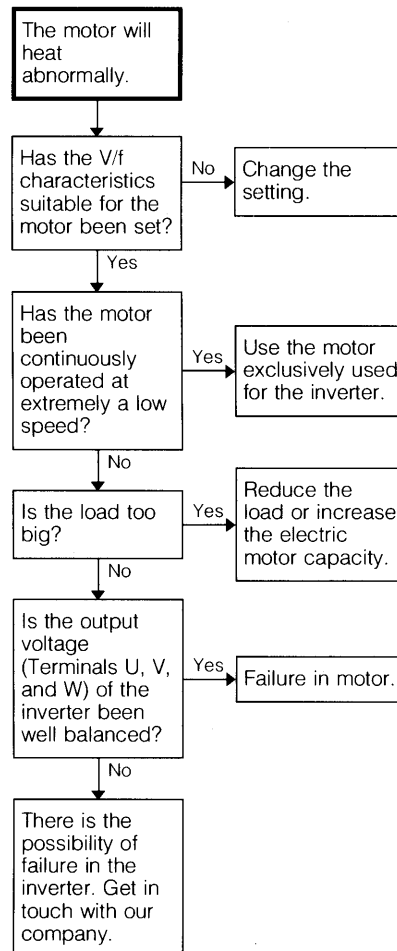 The motor will
heat
abnormally.
Has the V/f
characteristics
suitable for the
motor been set?
No
Change the
setting.
Yes
Has the motor
been
continuously
operated at
extremely a low
speed?
Yes
Use the motor
exclusively used
for the inverter.
No
Is the load too
big?
Yes
Reduce the
load or increase
the electric
motor capacity.
No
Is the output
voltage
(Terminals U, V,
and W) of the
inverter been
well balanced?
Yes
Failure in motor.
No
There is the
possibility of
failure in the
inverter. Get in
touch with our
company.